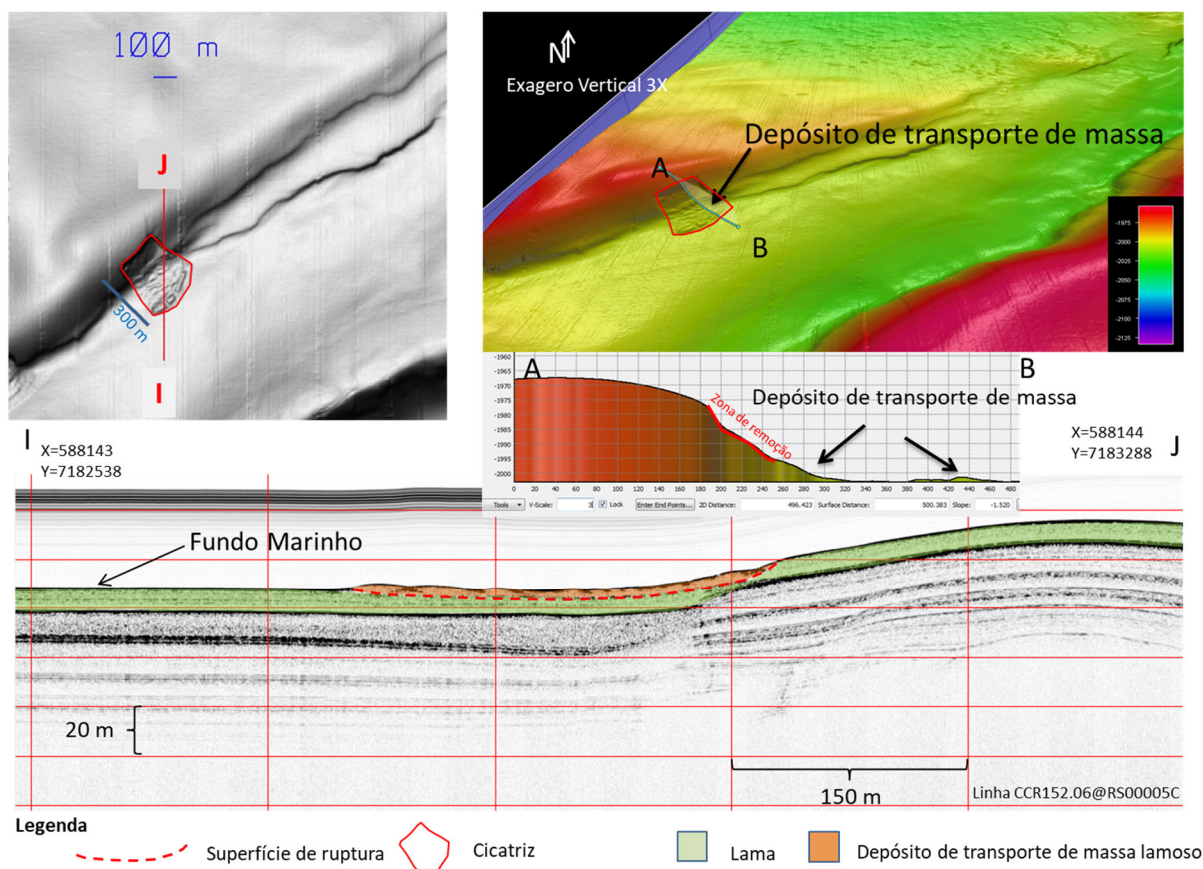 100 m
J
300 m
I
N
Exagero Vertical 3X
Depósito de transporte de massa
A
B
-1975
-2000
-2025
-2050
-2075
-2100
-2125
A
B
-1960
-1965
-1970
-1975
-1980
-1985
-1990
-1995
-2000
Zona de remoção
Depósito de transporte de massa
0 20 40 60 80 100 120 140 160 180 200 220 240 260 280 300 320 340 360 380 400 420 440 460 480
Tools Y-Scale: 3 Lock Enter End Points... 2D Distance: 496.423 Surface Distance: 500.383 Slope: -1.520
I
X=588143
Y=7182538
X=588144
Y=7183288
J
Fundo Marinho
20 m
150 m
Linha CCR152.06@RS00005C
Legenda
Superfície de ruptura
Cicatriz
Lama
Depósito de transporte de massa lamoso